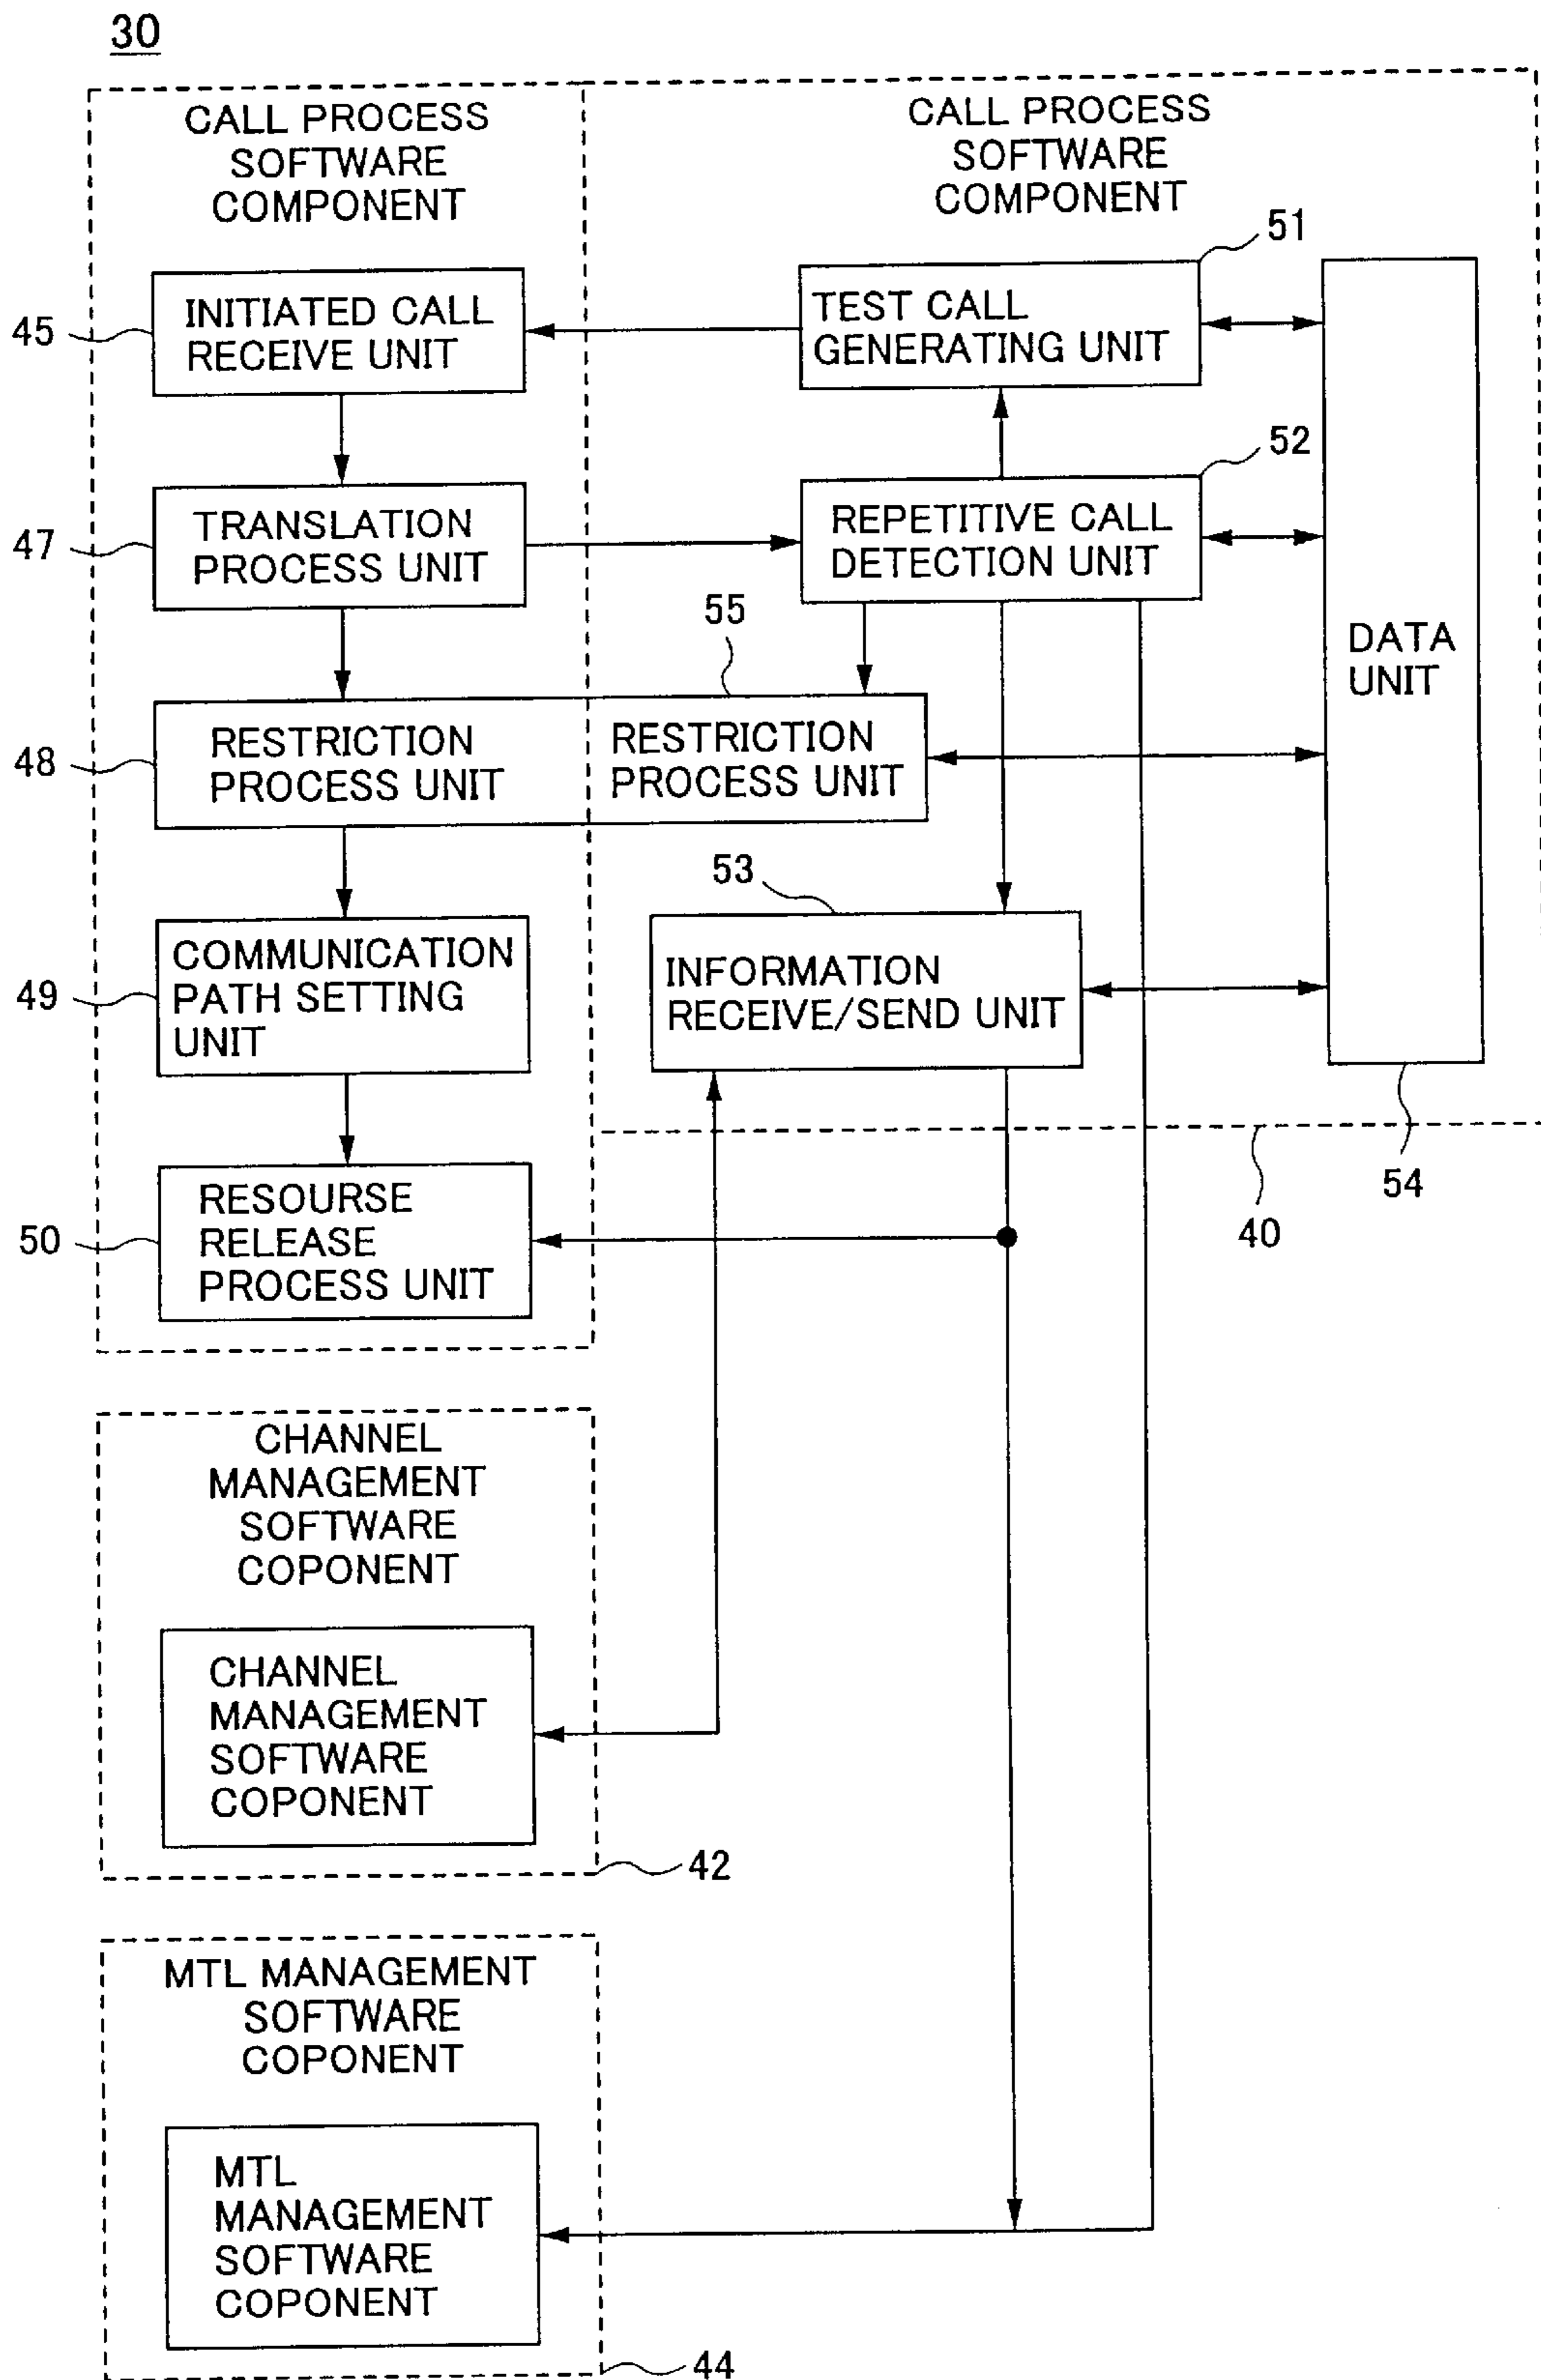 30
CALL PROCESS
SOFTWARE
COMPONENT
CALL PROCESS
SOFTWARE
COMPONENT
51
45
INITIATED CALL
RECEIVE UNIT
TEST CALL
GENERATING UNIT
52
47
TRANSLATION
PROCESS UNIT
REPETITIVE CALL
DETECTION UNIT
55
DATA
UNIT
48
RESTRICTION
PROCESS UNIT
RESTRICTION
PROCESS UNIT
53
49
COMMUNICATION
PATH SETTING
UNIT
INFORMATION
RECEIVE/SEND UNIT
54
40
50
RESOURSE
RELEASE
PROCESS UNIT
CHANNEL
MANAGEMENT
SOFTWARE
COPONENT
CHANNEL
MANAGEMENT
SOFTWARE
COPONENT
42
MTL MANAGEMENT
SOFTWARE
COPONENT
MTL
MANAGEMENT
SOFTWARE
COPONENT
44